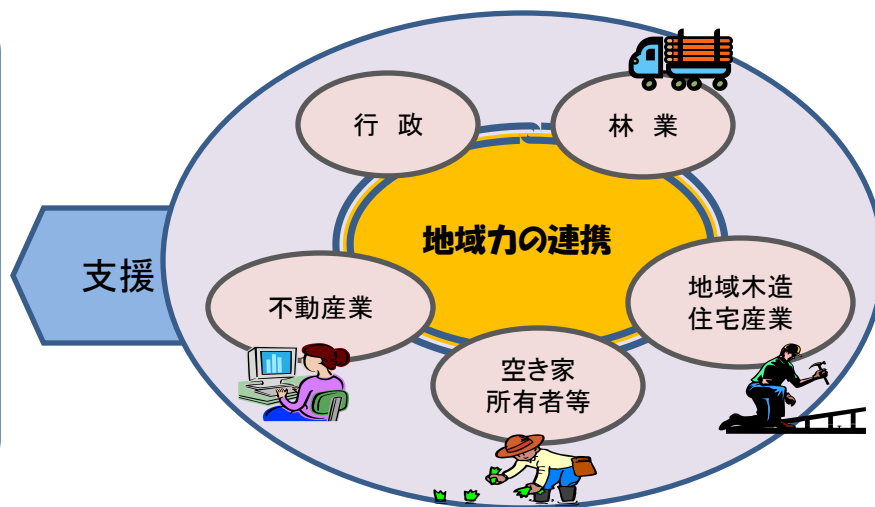 行　政
林　業
地域力の連携
支援
不動産業
地域木造
住宅産業
空き家
所有者等